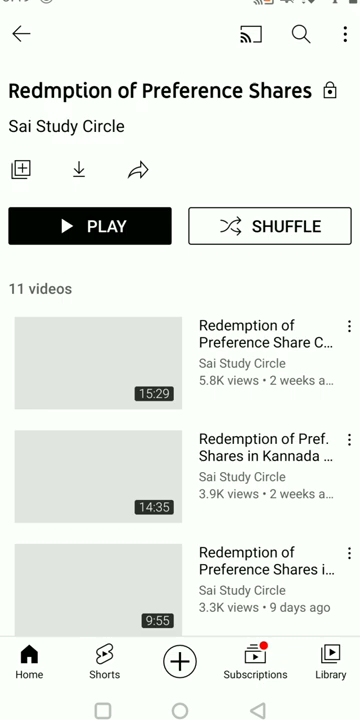 Redmption of Preference Shares
Sai Study Circle
PLAY
SHUFFLE
11 videos
Redemption of
Preference Share C...
Sai Study Circle
5.8K views • 2 weeks a...
15:29
Redemption of Pref.
Shares in Kannada ...
Sai Study Circle
3.9K views • 2 weeks a...
14:35
Redemption of
Preference Shares i...
Sai Study Circle
3.3K views • 9 days ago
9:55
Home
Shorts
Subscriptions
Library